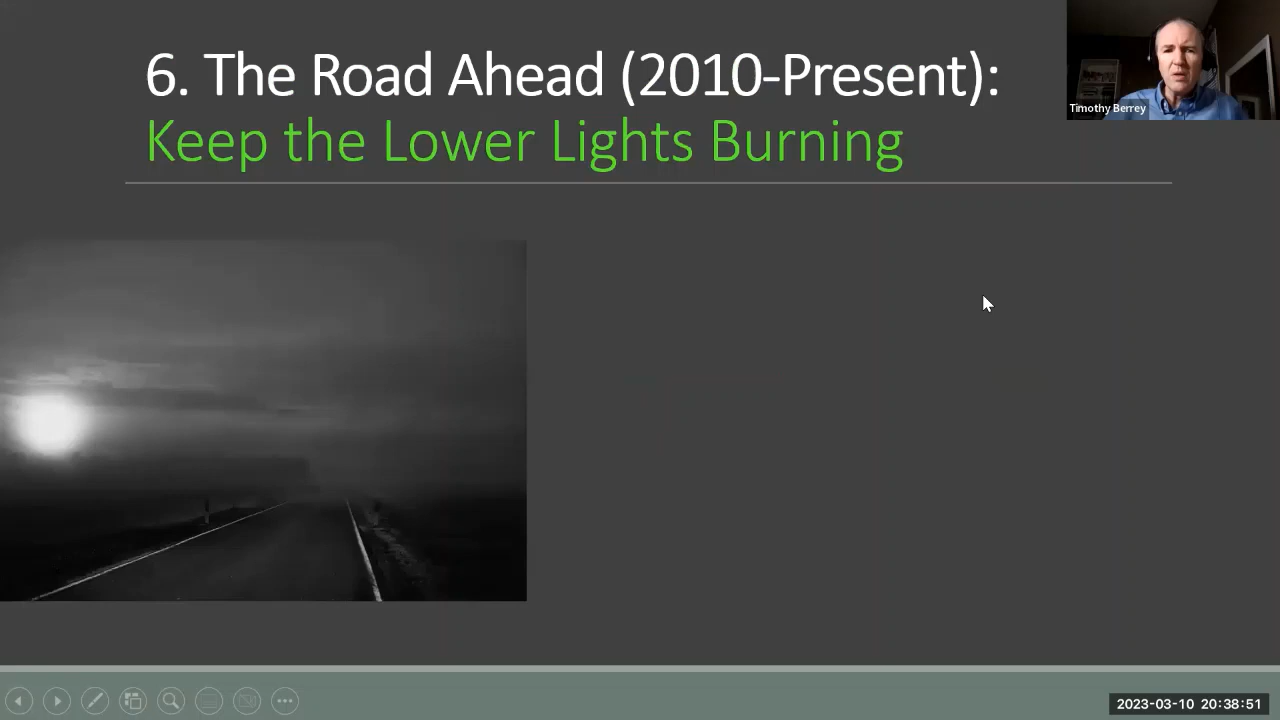 6. The Road Ahead (2010-Present):
Keep the Lower Lights Burning
Timothy Berrey
2023-03-10 20:38:51